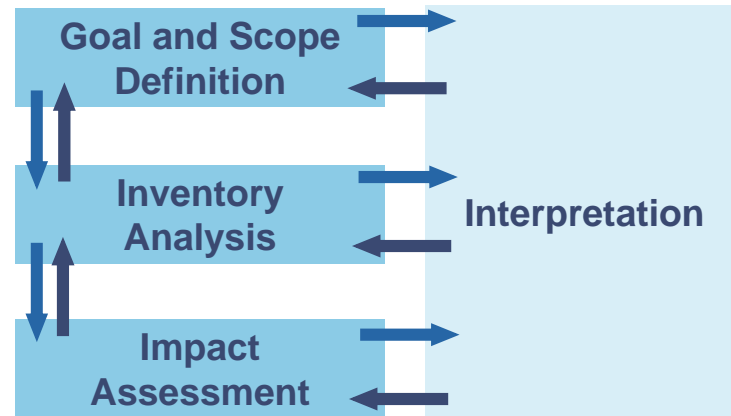 Goal and Scope
Definition
Inventory
Analysis
Interpretation
Impact
Assessment